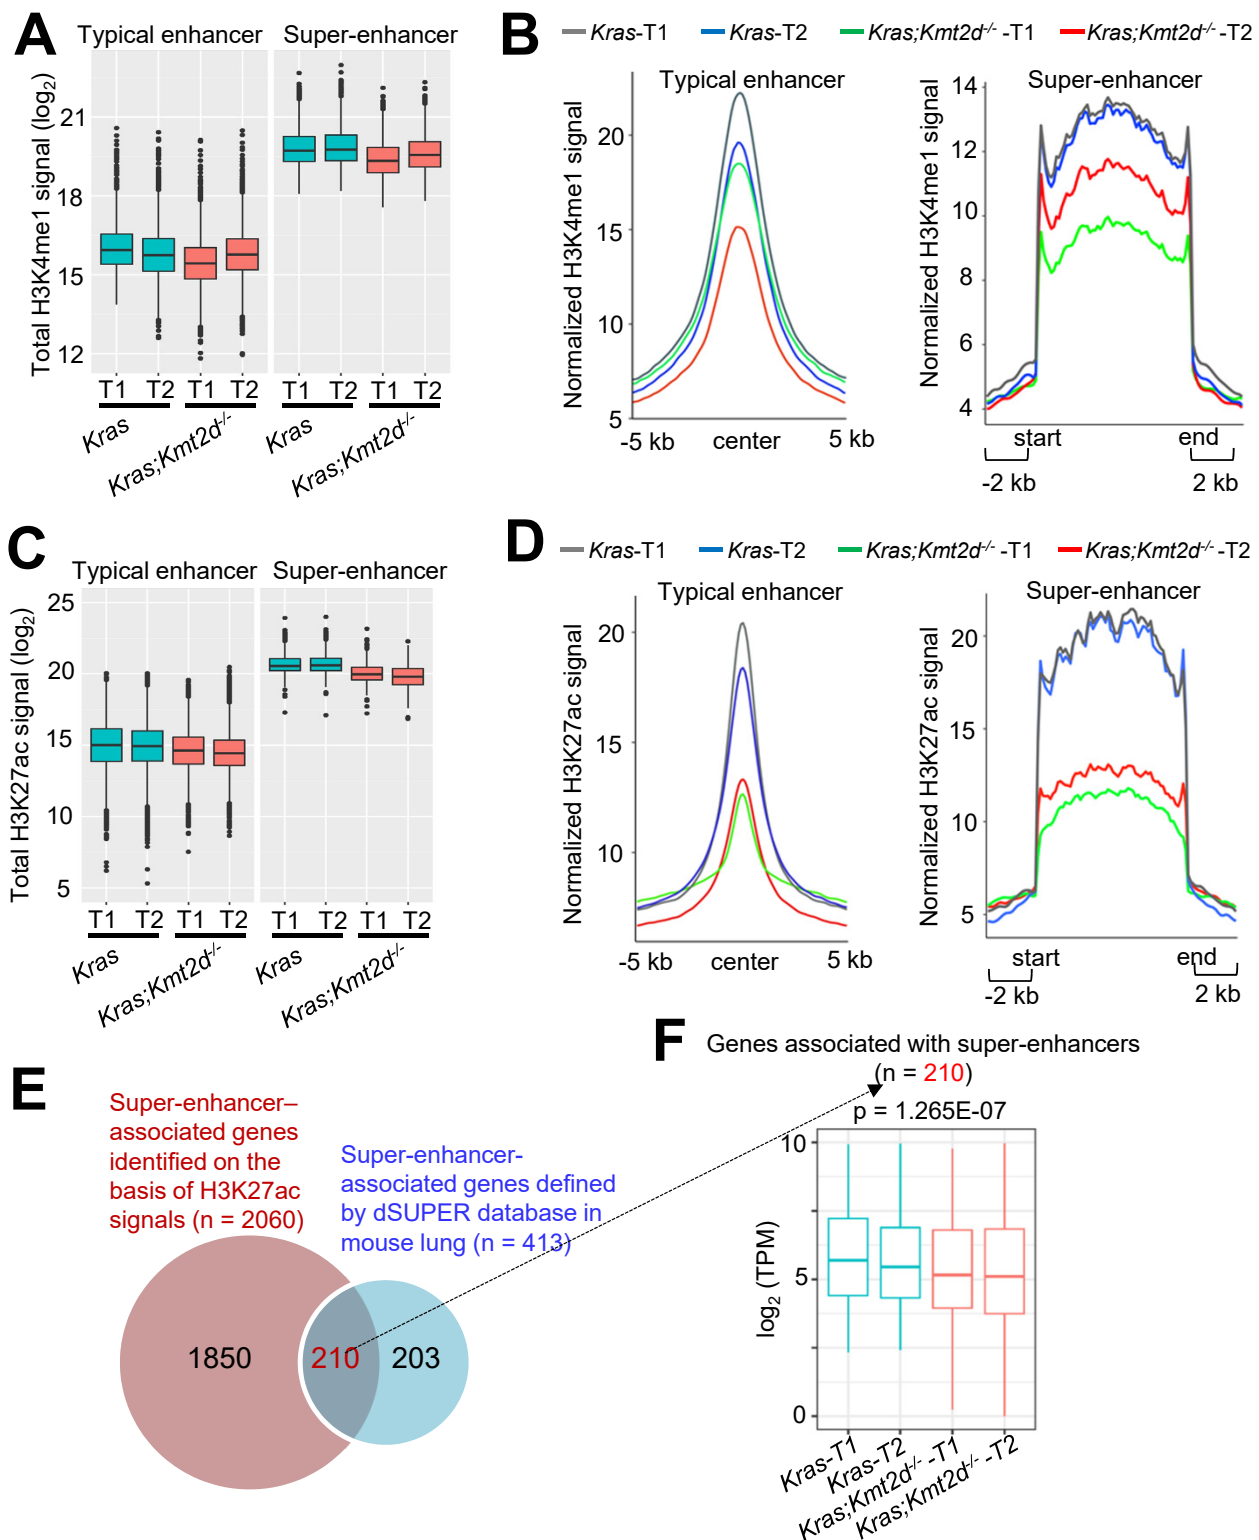 A
Typical enhancer Super-enhancer
Total H3K4me1 signal (log2)
21
18
15
12
T1 T2 T1 T2 T1 T2 T1 T2
Kras Kras;Kmt2d-/- Kras Kras;Kmt2d-/-
B
Kras-T1 Kras-T2 Kras;Kmt2d-/- -T1 Kras;Kmt2d-/- -T2
Typical enhancer
Normalized H3K4me1 signal
20
15
10
5
-5 kb center 5 kb
Super-enhancer
Normalized H3K4me1 signal
14
12
10
8
6
4
start end
-2 kb 2 kb
C
Typical enhancer Super-enhancer
Total H3K27ac signal (log2)
25
20
15
10
5
T1 T2 T1 T2 T1 T2 T1 T2
Kras Kras;Kmt2d-/- Kras Kras;Kmt2d-/-
D
Kras-T1 Kras-T2 Kras;Kmt2d-/- -T1 Kras;Kmt2d-/- -T2
Typical enhancer
Normalized H3K27ac signal
20
15
10
-5 kb center 5 kb
Super-enhancer
Normalized H3K27ac signal
20
15
10
5
start end
-2 kb 2 kb
E
Super-enhancer–
associated genes
identified on the
basis of H3K27ac
signals (n = 2060)
Super-enhancer-
associated genes defined
by dSUPER database in
mouse lung (n = 413)
1850 210 203
F
Genes associated with super-enhancers
(n = 210)
p = 1.265E-07
log2 (TPM)
10
5
0
Kras-T1
Kras-T2
Kras;Kmt2d-/- -T1
Kras;Kmt2d-/- -T2